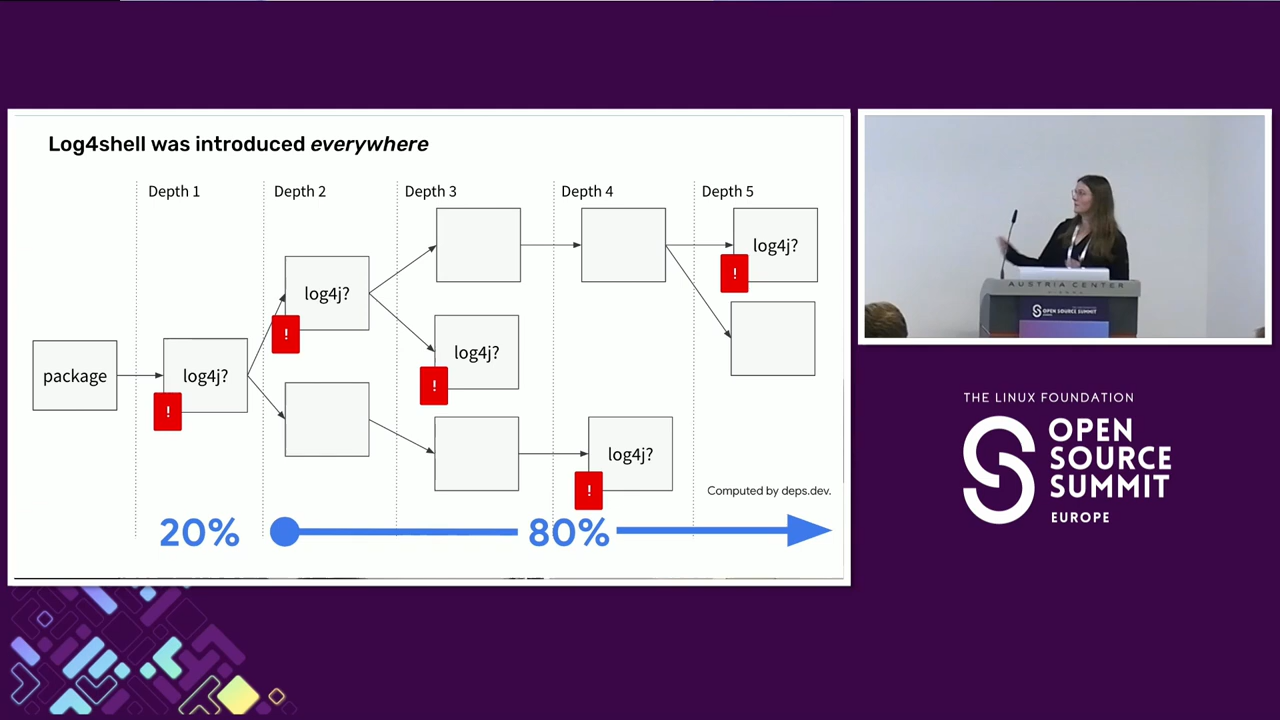 Log4shell was introduced everywhere
Depth 1
Depth 2
Depth 3
Depth 4
Depth 5
package
log4j?
!
log4j?
!
log4j?
!
log4j?
!
log4j?
!
Computed by deps.dev.
20%
80%
AUSTRIA CENTER
OPEN SOURCE SUMMIT
THE LINUX FOUNDATION
OPEN
SOURCE
SUMMIT
EUROPE